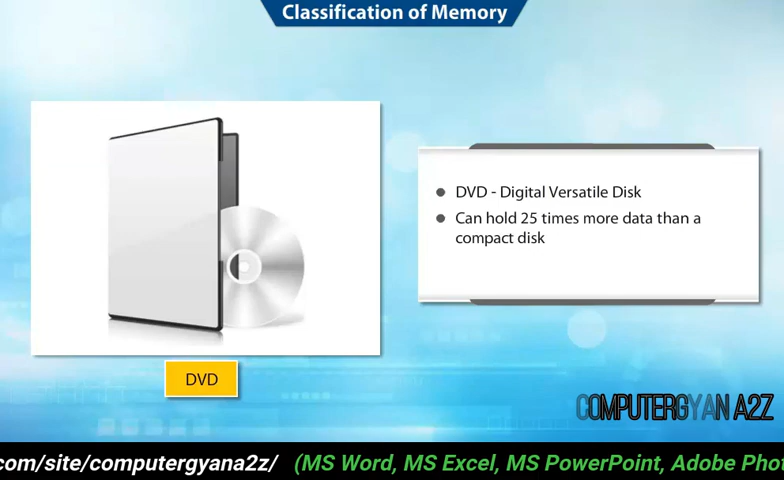 Classification of Memory
DVD - Digital Versatile Disk
Can hold 25 times more data than a
compact disk
DVD
COMPUTERGYAN A2Z
com/site/computergyana2z/ (MS Word, MS Excel, MS PowerPoint, Adobe Phot